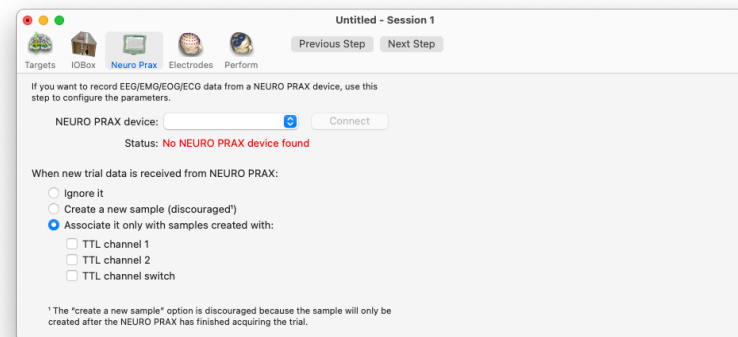 Untitled - Session 1
Targets IOBox Neuro Prax Electrodes Perform Previous Step Next Step
If you want to record EEG/EMG/EOG/ECG data from a NEURO PRAX device, use this
step to configure the parameters.
NEURO PRAX device: Connect
Status: No NEURO PRAX device found
When new trial data is received from NEURO PRAX:
Ignore it
Create a new sample (discouraged¹)
Associate it only with samples created with:
TTL channel 1
TTL channel 2
TTL channel switch
¹ The "create a new sample" option is discouraged because the sample will only be
created after the NEURO PRAX has finished acquiring the trial.